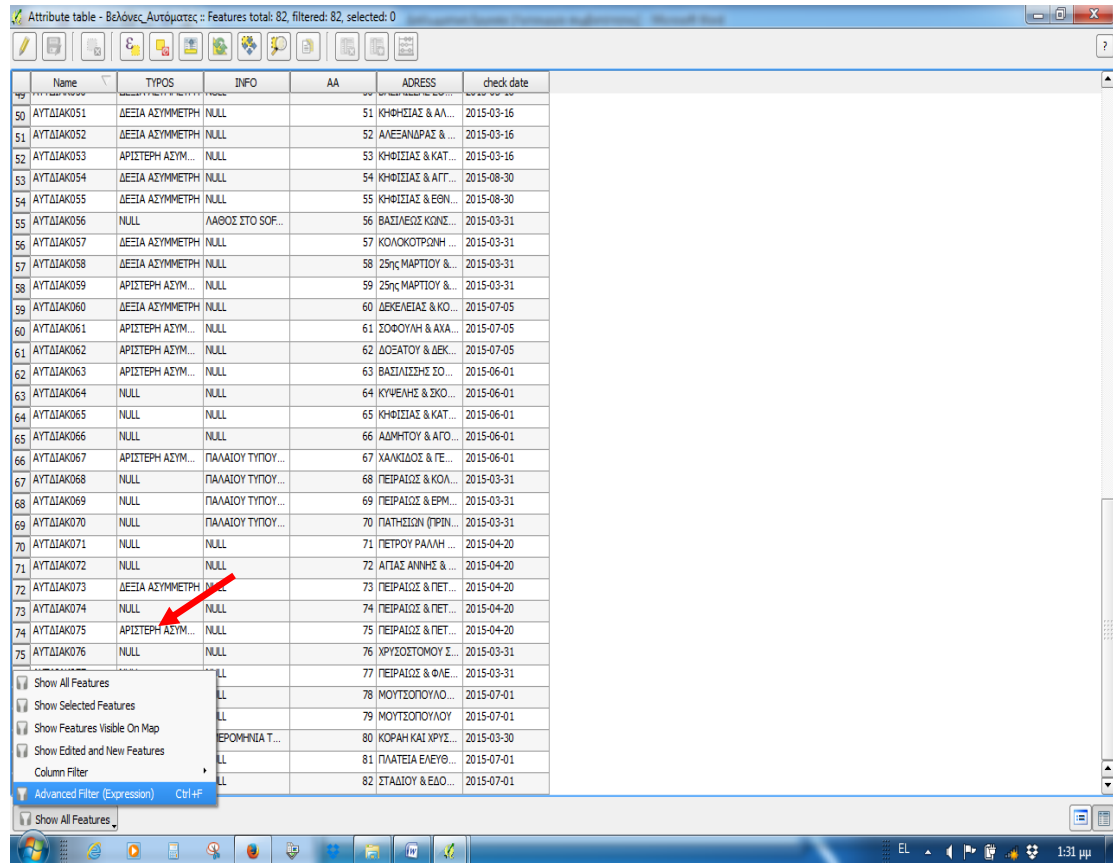 Attribute table - Βελόνες_Αυτόματες :: Features total: 82, filtered: 82, selected: 0
Name TYPOS INFO AA ADRESS check date
50 ΑΥΤΔΙΑΚ051 ΔΕΞΙΑ ΑΣΥΜΜΕΤΡΗ NULL 51 ΚΗΦΗΣΙΑΣ & ΑΛ... 2015-03-16
51 ΑΥΤΔΙΑΚ052 ΔΕΞΙΑ ΑΣΥΜΜΕΤΡΗ NULL 52 ΑΛΕΞΑΝΔΡΑΣ & ... 2015-03-16
52 ΑΥΤΔΙΑΚ053 ΑΡΙΣΤΕΡΗ ΑΣΥΜ... NULL 53 ΚΗΦΙΣΙΑΣ & ΚΑΤ... 2015-03-16
53 ΑΥΤΔΙΑΚ054 ΔΕΞΙΑ ΑΣΥΜΜΕΤΡΗ NULL 54 ΚΗΦΙΣΙΑΣ & ΑΓΓ... 2015-08-30
54 ΑΥΤΔΙΑΚ055 ΔΕΞΙΑ ΑΣΥΜΜΕΤΡΗ NULL 55 ΚΗΦΙΣΙΑΣ & ΕΘΝ... 2015-08-30
55 ΑΥΤΔΙΑΚ056 NULL ΛΑΘΟΣ ΣΤΟ SOF... 56 ΒΑΣΙΛΕΩΣ ΚΩΝΣ... 2015-03-31
56 ΑΥΤΔΙΑΚ057 ΔΕΞΙΑ ΑΣΥΜΜΕΤΡΗ NULL 57 ΚΟΛΟΚΟΤΡΩΝΗ ... 2015-03-31
57 ΑΥΤΔΙΑΚ058 ΔΕΞΙΑ ΑΣΥΜΜΕΤΡΗ NULL 58 25ης ΜΑΡΤΙΟΥ &... 2015-03-31
58 ΑΥΤΔΙΑΚ059 ΑΡΙΣΤΕΡΗ ΑΣΥΜ... NULL 59 25ης ΜΑΡΤΙΟΥ &... 2015-03-31
59 ΑΥΤΔΙΑΚ060 ΔΕΞΙΑ ΑΣΥΜΜΕΤΡΗ NULL 60 ΔΕΚΕΛΕΙΑΣ & ΚΟ... 2015-07-05
60 ΑΥΤΔΙΑΚ061 ΑΡΙΣΤΕΡΗ ΑΣΥΜ... NULL 61 ΣΟΦΟΥΛΗ & ΑΧΑ... 2015-07-05
61 ΑΥΤΔΙΑΚ062 ΑΡΙΣΤΕΡΗ ΑΣΥΜ... NULL 62 ΔΟΞΑΤΟΥ & ΔΕΚ... 2015-07-05
62 ΑΥΤΔΙΑΚ063 ΑΡΙΣΤΕΡΗ ΑΣΥΜ... NULL 63 ΒΑΣΙΛΙΣΣΗΣ ΣΟ... 2015-06-01
63 ΑΥΤΔΙΑΚ064 NULL NULL 64 ΚΥΨΕΛΗΣ & ΣΚΟ... 2015-06-01
64 ΑΥΤΔΙΑΚ065 NULL NULL 65 ΚΗΦΙΣΙΑΣ & ΚΑΤ... 2015-06-01
65 ΑΥΤΔΙΑΚ066 NULL NULL 66 ΑΔΜΗΤΟΥ & ΑΓΟ... 2015-06-01
66 ΑΥΤΔΙΑΚ067 ΑΡΙΣΤΕΡΗ ΑΣΥΜ... ΠΑΛΑΙΟΥ ΤΥΠΟΥ... 67 ΧΑΛΚΙΔΟΣ & ΓΕ... 2015-06-01
67 ΑΥΤΔΙΑΚ068 NULL ΠΑΛΑΙΟΥ ΤΥΠΟΥ... 68 ΠΕΙΡΑΙΩΣ & ΚΟΛ... 2015-03-31
68 ΑΥΤΔΙΑΚ069 NULL ΠΑΛΑΙΟΥ ΤΥΠΟΥ... 69 ΠΕΙΡΑΙΩΣ & ΕΡΜ... 2015-03-31
69 ΑΥΤΔΙΑΚ070 NULL ΠΑΛΑΙΟΥ ΤΥΠΟΥ... 70 ΠΑΤΗΣΙΩΝ (ΠΡΙΝ... 2015-03-31
70 ΑΥΤΔΙΑΚ071 NULL NULL 71 ΠΕΤΡΟΥ ΡΑΛΛΗ ... 2015-04-20
71 ΑΥΤΔΙΑΚ072 NULL NULL 72 ΑΓΙΑΣ ΑΝΝΗΣ & ... 2015-04-20
72 ΑΥΤΔΙΑΚ073 ΔΕΞΙΑ ΑΣΥΜΜΕΤΡΗ NULL 73 ΠΕΙΡΑΙΩΣ & ΠΕΤ... 2015-04-20
73 ΑΥΤΔΙΑΚ074 NULL NULL 74 ΠΕΙΡΑΙΩΣ & ΠΕΤ... 2015-04-20
74 ΑΥΤΔΙΑΚ075 ΑΡΙΣΤΕΡΗ ΑΣΥΜ... NULL 75 ΠΕΙΡΑΙΩΣ & ΠΕΤ... 2015-04-20
75 ΑΥΤΔΙΑΚ076 NULL NULL 76 ΧΡΥΣΟΣΤΟΜΟΥ Σ... 2015-03-31
77 ΠΕΙΡΑΙΩΣ & ΦΛΕ... 2015-03-31
Show All Features
78 ΜΟΥΤΣΟΠΟΥΛΟ... 2015-07-01
Show Selected Features
79 ΜΟΥΤΣΟΠΟΥΛΟΥ 2015-07-01
Show Features Visible On Map
80 ΚΟΡΑΗ ΚΑΙ ΧΡΥΣ... 2015-03-30
Show Edited and New Features
81 ΠΛΑΤΕΙΑ ΕΛΕΥΘ... 2015-07-01
Column Filter
82 ΣΤΑΔΙΟΥ & ΕΔΟ... 2015-07-01
Advanced Filter (Expression) Ctrl+F
Show All Features
EL 1:31 μμ